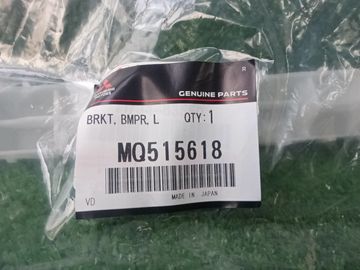 GENUINE PARTS
BRKT, BMPR, L QTY:1
MQ515618
MADE IN JAPAN
VD